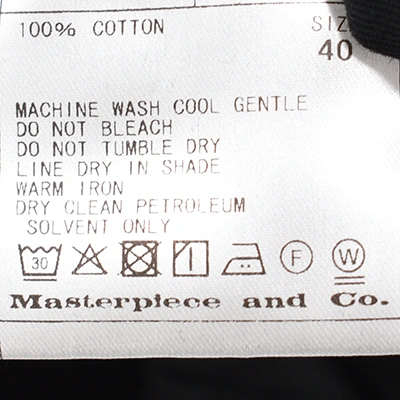 100% COTTON
SIZ
40
MACHINE WASH COOL GENTLE
DO NOT BLEACH
DO NOT TUMBLE DRY
LINE DRY IN SHADE
WARM IRON
DRY CLEAN PETROLEUM
SOLVENT ONLY
30 F W
Masterpiece and Co.